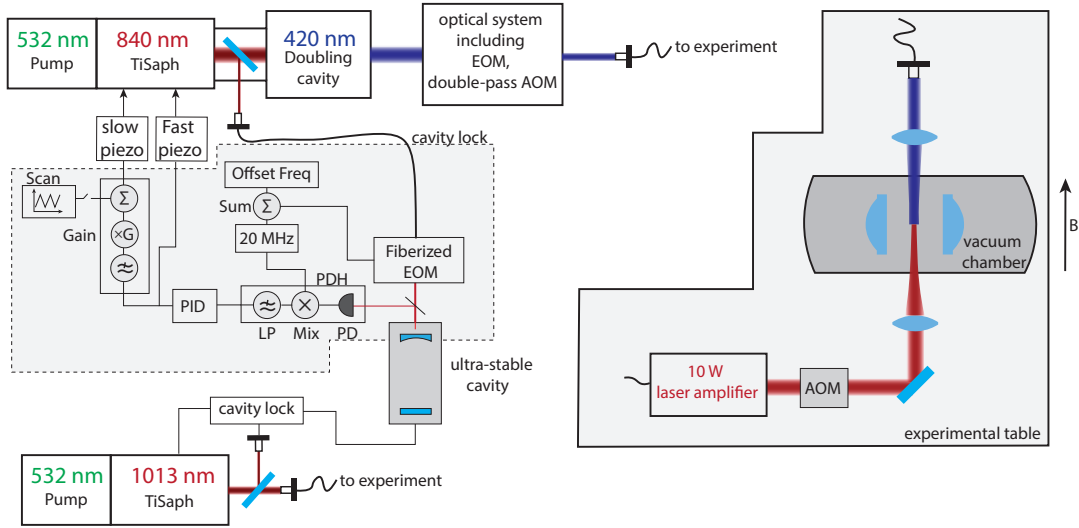 532 nm
Pump
840 nm
TiSaph
420 nm
Doubling
cavity
optical system
including
EOM,
double-pass AOM
to experiment
slow
piezo
Fast
piezo
cavity lock
Scan
Σ
Gain
×G
Offset Freq
Sum
Σ
20 MHz
Fiberized
EOM
PDH
PID
LP
Mix
PD
ultra-stable
cavity
cavity lock
532 nm
Pump
1013 nm
TiSaph
to experiment
B
vacuum
chamber
10 W
laser amplifier
AOM
experimental table